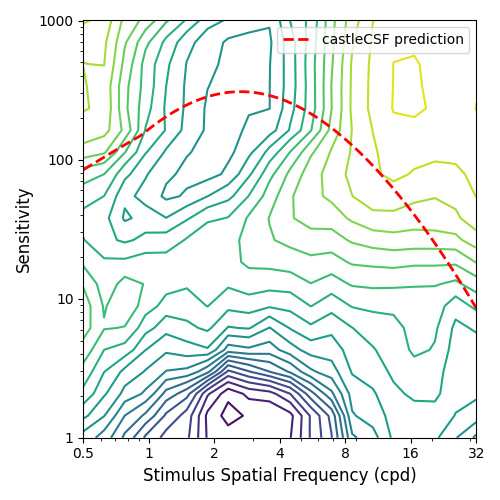 1000
castleCSF prediction
100
Sensitivity
10
1
0.5 1 2 4 8 16 32
Stimulus Spatial Frequency (cpd)